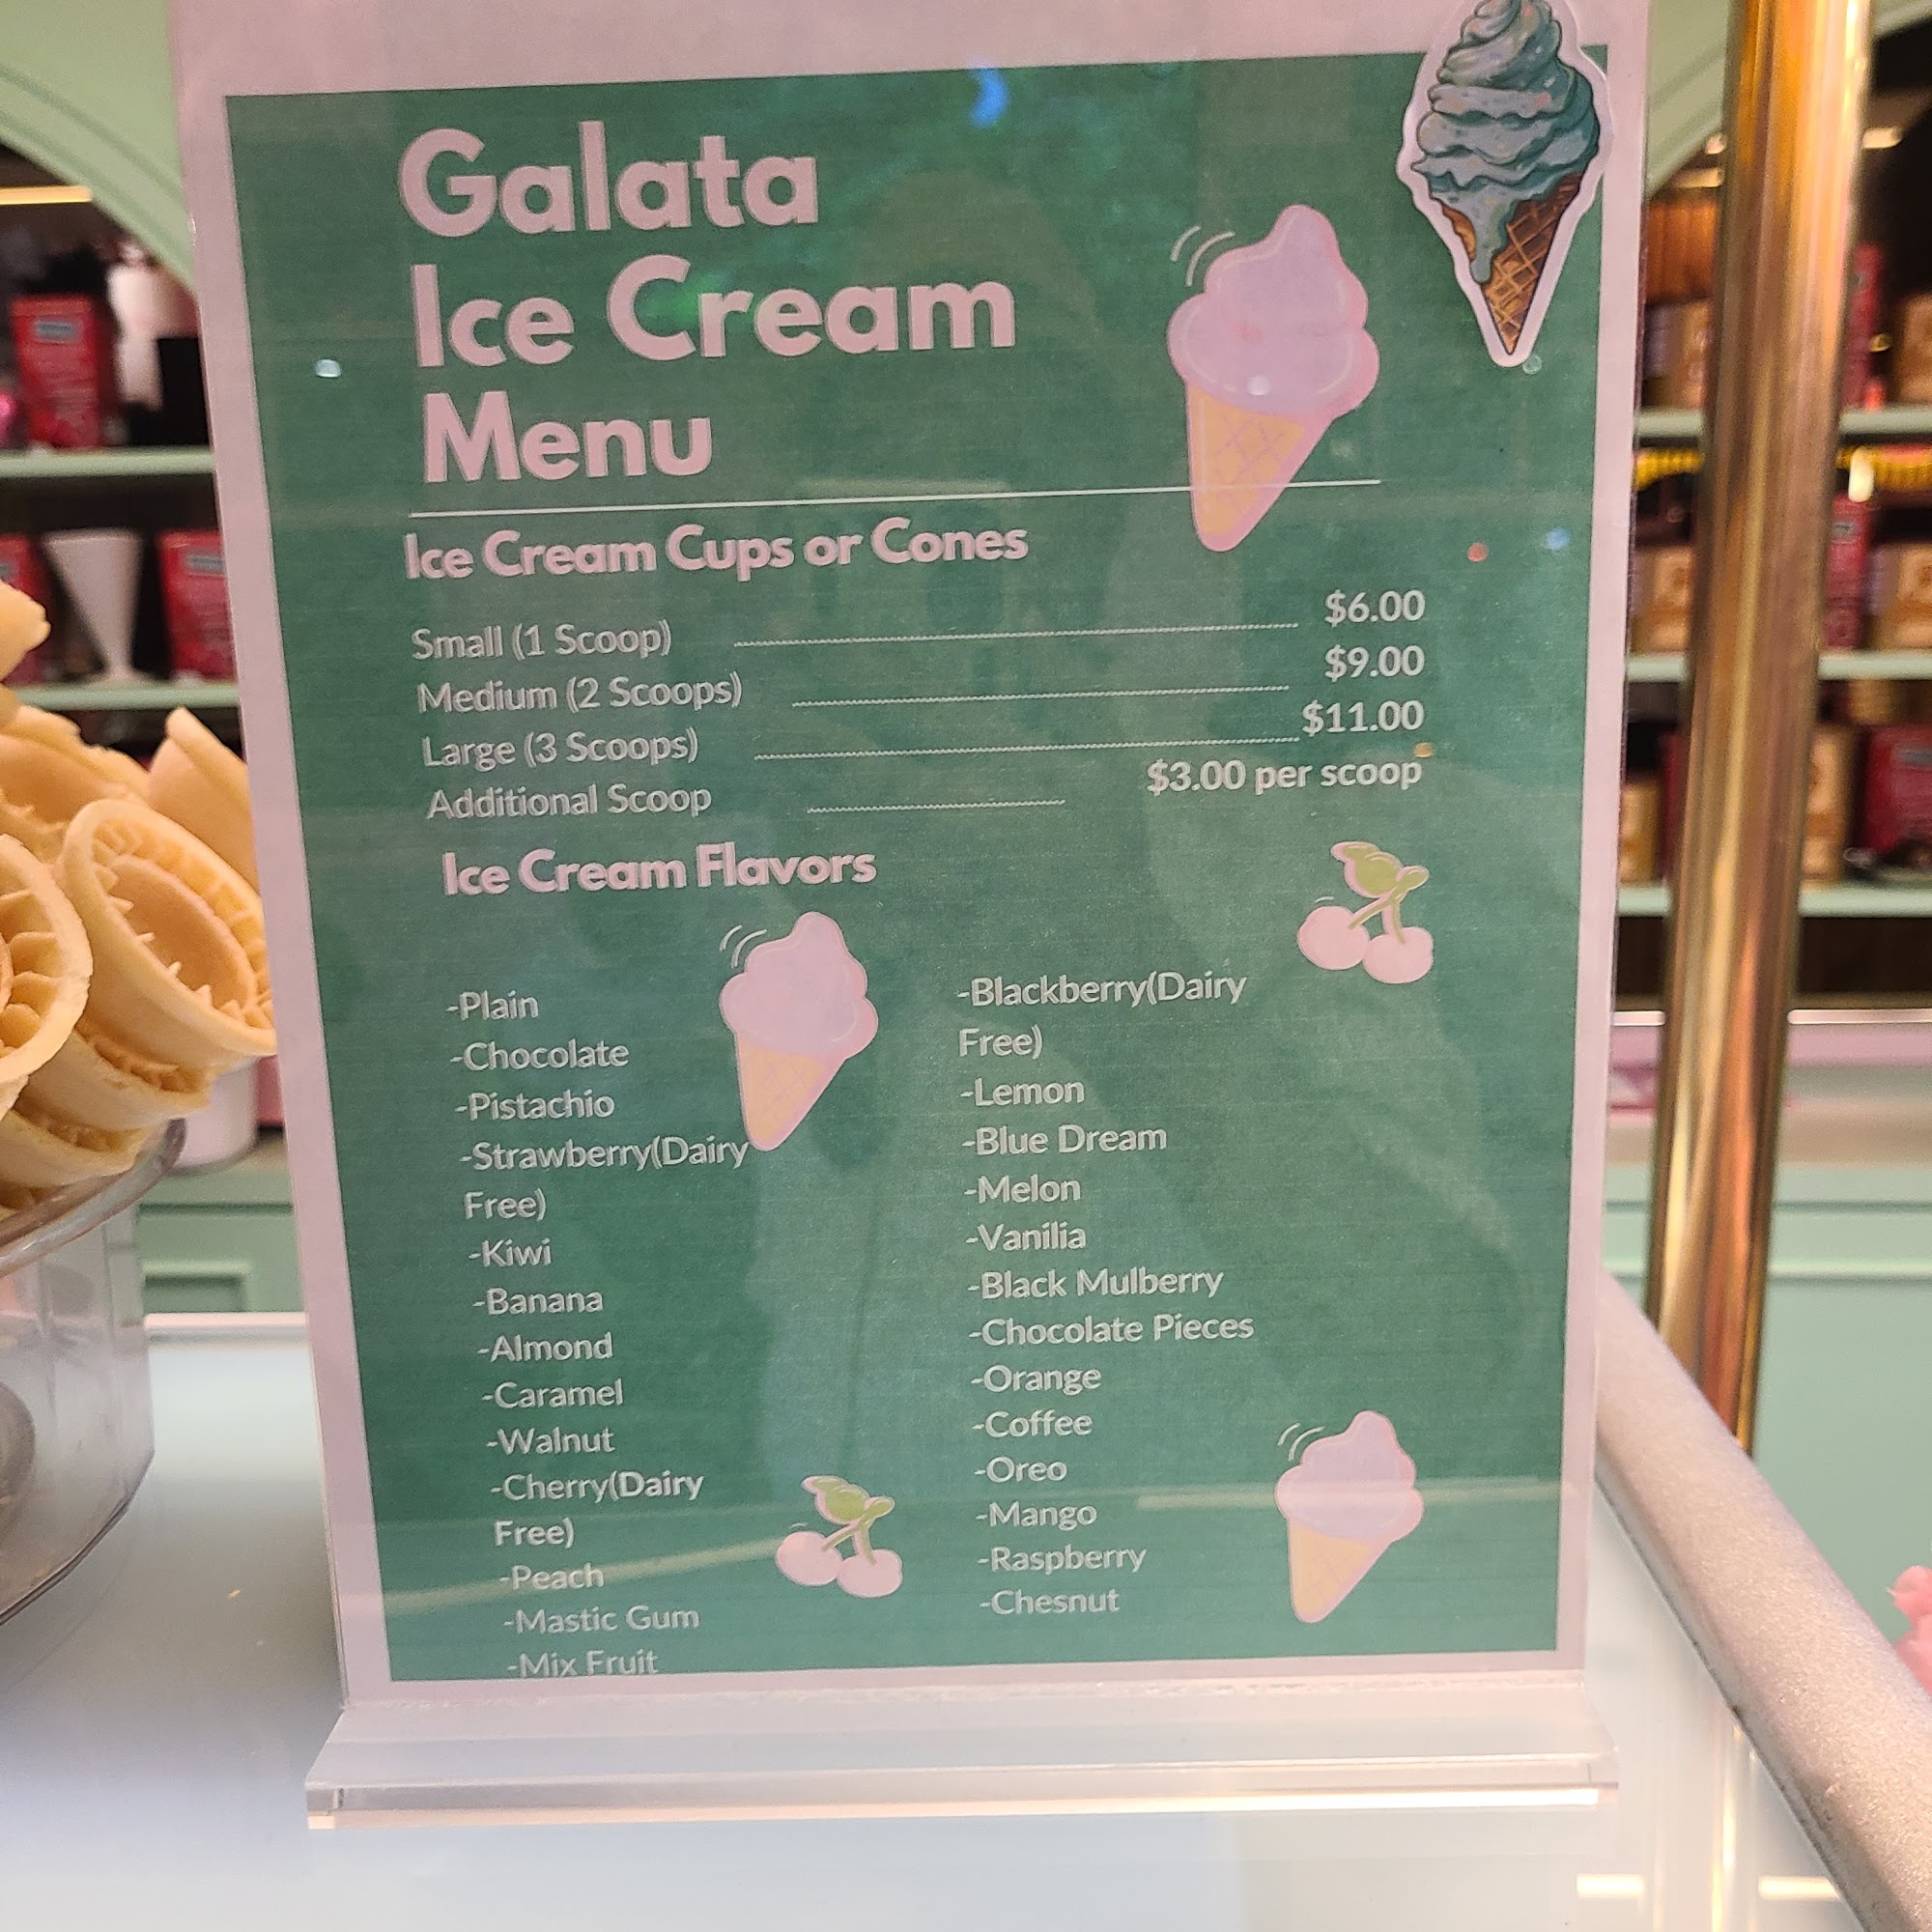 Galata
Ice Cream
Menu
Ice Cream Cups or Cones
Small (1 Scoop) $6.00
Medium (2 Scoops) $9.00
Large (3 Scoops) $11.00
Additional Scoop $3.00 per scoop
Ice Cream Flavors
-Plain
-Chocolate
-Pistachio
-Strawberry(Dairy
Free)
-Kiwi
-Banana
-Almond
-Caramel
-Walnut
-Cherry(Dairy
Free)
-Peach
-Mastic Gum
-Mix Fruit
-Blackberry(Dairy
Free)
-Lemon
-Blue Dream
-Melon
-Vanilia
-Black Mulberry
-Chocolate Pieces
-Orange
-Coffee
-Oreo
-Mango
-Raspberry
-Chesnut